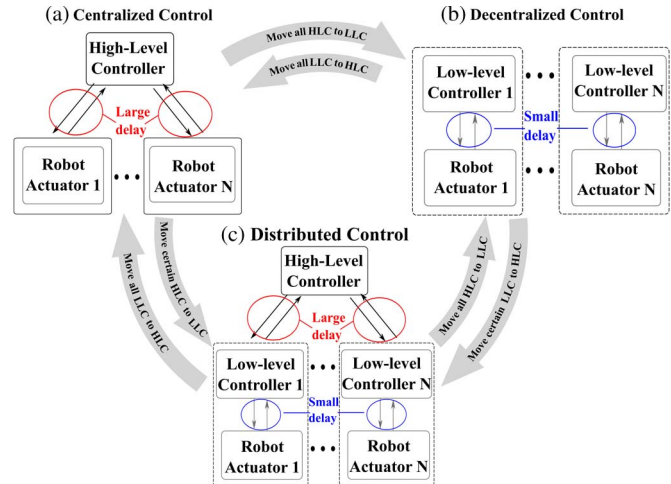 (a) Centralized Control
High-Level
Controller
Large
delay
Robot
Actuator 1
Robot
Actuator N
Move all HLC to LLC
Move all LLC to HLC
(b) Decentralized Control
Low-level
Controller 1
Low-level
Controller N
Small
delay
Robot
Actuator 1
Robot
Actuator N
Move all LLC to HLC
Move certain HLC to LLC
(c) Distributed Control
High-Level
Controller
Large
delay
Low-level
Controller 1
Low-level
Controller N
Small
delay
Robot
Actuator 1
Robot
Actuator N
Move all HLC to LLC
Move certain LLC to HLC